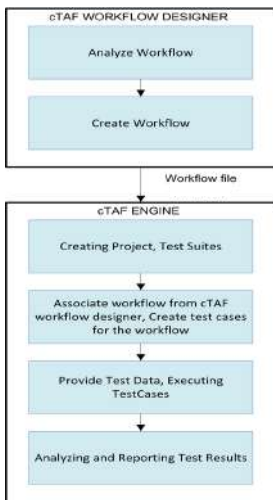 cTAF WORKFLOW DESIGNER
Analyze Workflow
Create Workflow
Workflow file
cTAF ENGINE
Creating Project, Test Suites
Associate workflow from cTAF
workflow designer, Create test cases
for the workflow
Provide Test Data, Executing
TestCases
Analyzing and Reporting Test Results